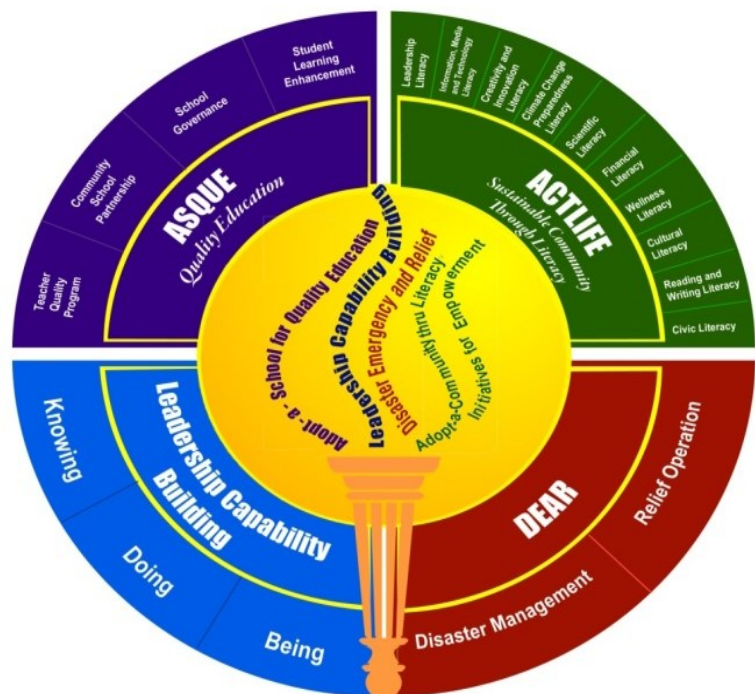 Student
Learning
Enhancement
School
Governance
Community
School
Partnership
Teacher
Quality
Program
ASQUE
Quality Education
Leadership
Literacy
Information, Media
and Technology
Literacy
Creativity and
Innovation
Literacy
Climate Change
Preparedness
Literacy
Scientific
Literacy
Financial
Literacy
Wellness
Literacy
Cultural
Literacy
Reading and
Writing Literacy
Civic Literacy
ACTLIFE
Sustainable Community
Through Literacy
Adopt - a - School for Quality Education
Leadership Capability Building
Disaster Emergency and Relief
Adopt-a-Community thru Literacy
Initiatives for Empowerment
Knowing
Doing
Being
Leadership Capability
Building
DEAR
Relief Operation
Disaster Management